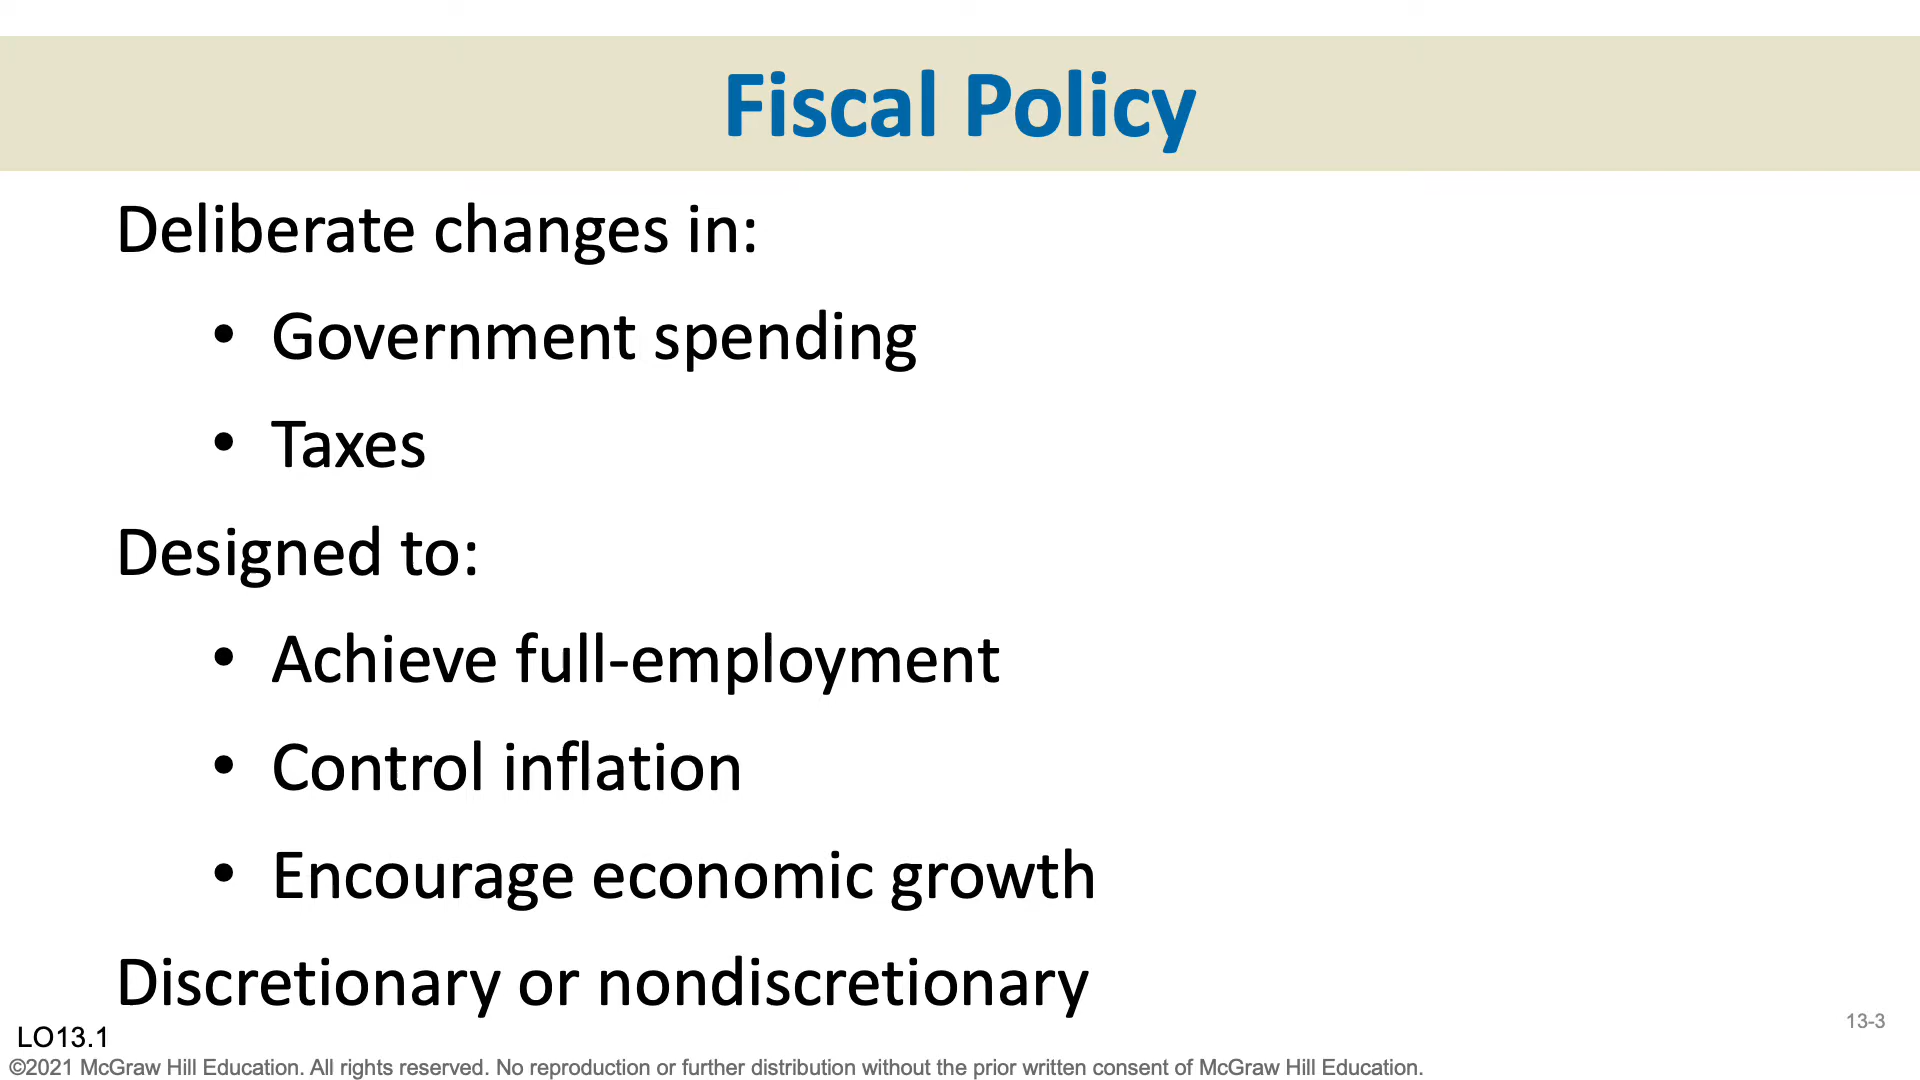 Fiscal Policy
Deliberate changes in:
• Government spending
• Taxes
Designed to:
• Achieve full-employment
• Control inflation
• Encourage economic growth
Discretionary or nondiscretionary
LO13.1
13-3
©2021 McGraw Hill Education. All rights reserved. No reproduction or further distribution without the prior written consent of McGraw Hill Education.